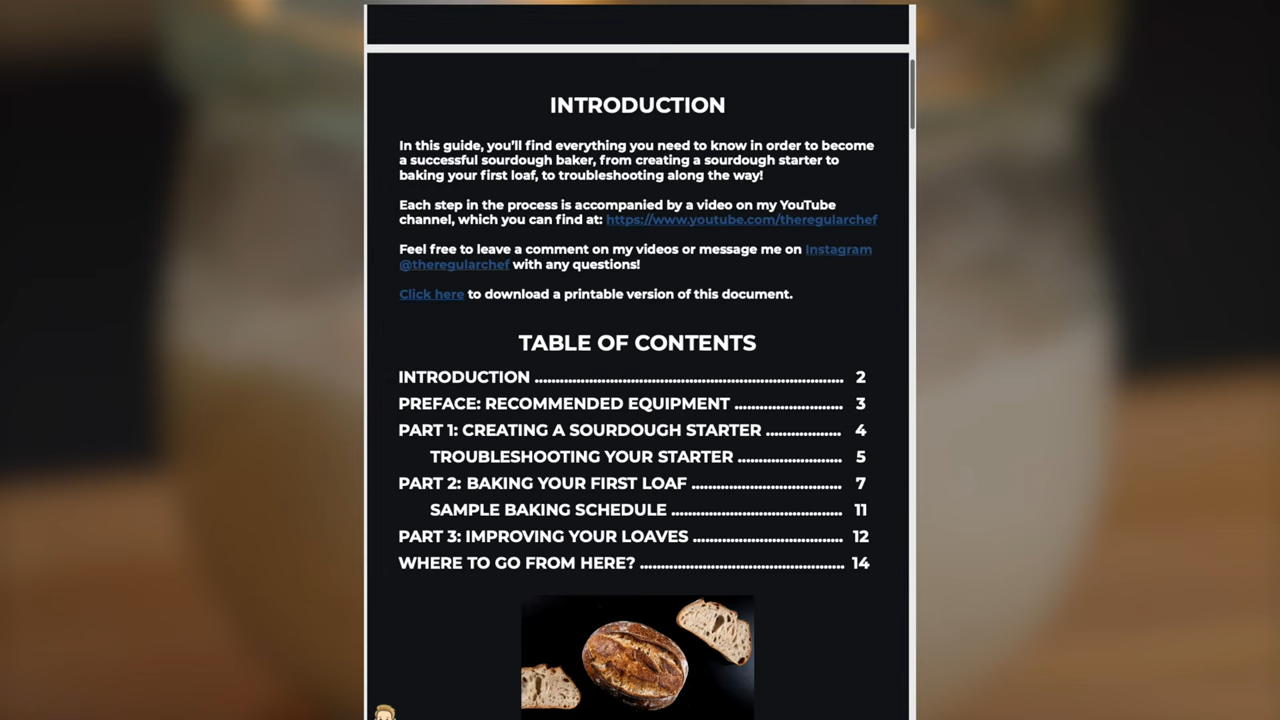 INTRODUCTION
In this guide, you'll find everything you need to know in order to become
a successful sourdough baker, from creating a sourdough starter to
baking your first loaf, to troubleshooting along the way!
Each step in the process is accompanied by a video on my YouTube
channel, which you can find at: https://www.youtube.com/theregularchef
Feel free to leave a comment on my videos or message me on Instagram
@theregularchef with any questions!
Click here to download a printable version of this document.
TABLE OF CONTENTS
INTRODUCTION ........................................................................ 2
PREFACE: RECOMMENDED EQUIPMENT ......................... 3
PART 1: CREATING A SOURDOUGH STARTER .................. 4
TROUBLESHOOTING YOUR STARTER ........................ 5
PART 2: BAKING YOUR FIRST LOAF ................................... 7
SAMPLE BAKING SCHEDULE ........................................ 11
PART 3: IMPROVING YOUR LOAVES ................................... 12
WHERE TO GO FROM HERE? ................................................ 14